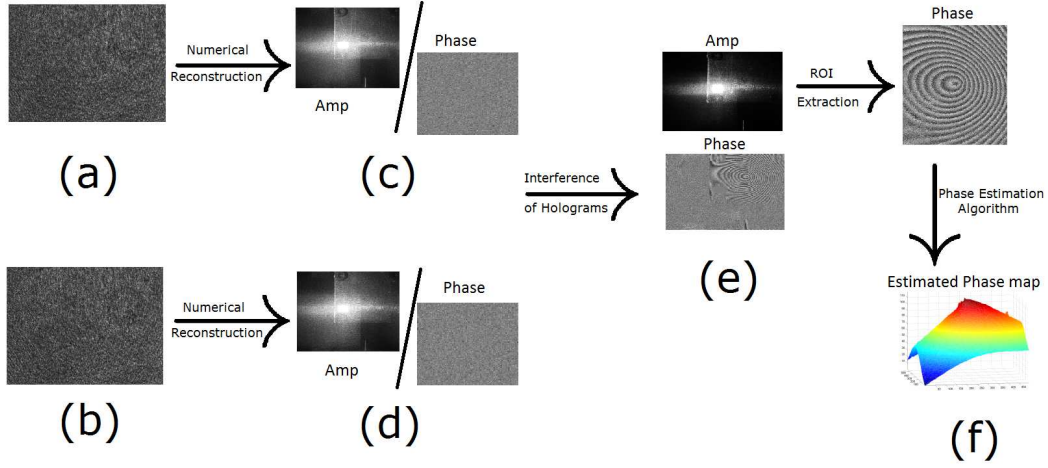 Numerical
Reconstruction
Amp
Phase
(a)
(c)
Numerical
Reconstruction
Amp
Phase
(b)
(d)
Interference
of Holograms
Amp
Phase
(e)
ROI
Extraction
Phase
Phase Estimation
Algorithm
Estimated Phase map
(f)